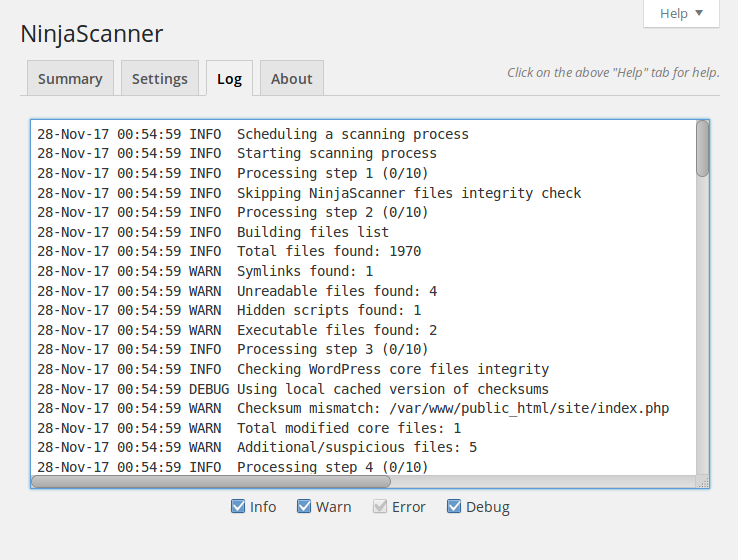 Help
NinjaScanner
Summary Settings Log About
Click on the above "Help" tab for help.
28-Nov-17 00:54:59 INFO  Scheduling a scanning process
28-Nov-17 00:54:59 INFO  Starting scanning process
28-Nov-17 00:54:59 INFO  Processing step 1 (0/10)
28-Nov-17 00:54:59 INFO  Skipping NinjaScanner files integrity check
28-Nov-17 00:54:59 INFO  Processing step 2 (0/10)
28-Nov-17 00:54:59 INFO  Building files list
28-Nov-17 00:54:59 INFO  Total files found: 1970
28-Nov-17 00:54:59 WARN  Symlinks found: 1
28-Nov-17 00:54:59 WARN  Unreadable files found: 4
28-Nov-17 00:54:59 WARN  Hidden scripts found: 1
28-Nov-17 00:54:59 WARN  Executable files found: 2
28-Nov-17 00:54:59 INFO  Processing step 3 (0/10)
28-Nov-17 00:54:59 INFO  Checking WordPress core files integrity
28-Nov-17 00:54:59 DEBUG Using local cached version of checksums
28-Nov-17 00:54:59 WARN  Checksum mismatch: /var/www/public_html/site/index.php
28-Nov-17 00:54:59 WARN  Total modified core files: 1
28-Nov-17 00:54:59 WARN  Additional/suspicious files: 5
28-Nov-17 00:54:59 INFO  Processing step 4 (0/10)
Info Warn Error Debug